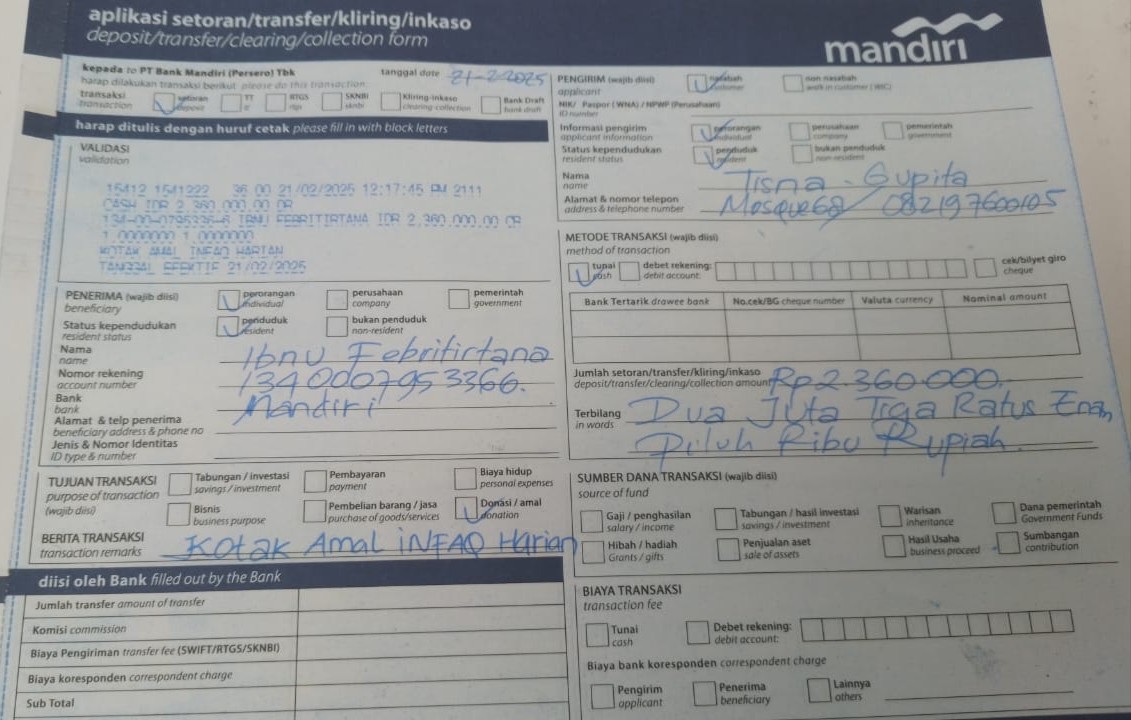 aplikasi setoran/transfer/kliring/inkaso
deposit/transfer/clearing/collection form
mandiri
kepada to PT Bank Mandiri (Persero) Tbk
tanggal date 21-2-2025
harap dilakukan transaksi berikut please do this transaction
transaksi
transaction
setoran
deposit
TT
tt
RTGS
rtgs
SKNBI
sknbi
Kliring-Inkaso
clearing-collection
Bank Draft
bank draft
harap ditulis dengan huruf cetak please fill in with block letters
VALIDASI
validation
15412 1541222 36 00 21/02/2025 12:17:45 PM 2111
CASH IDR 2,360,000.00 DR
IBNU FEBRITIRTANA IDR 2,360,000.00 CR
1.0000000 1.0000000
KOTAK AMAL INFAQ HARIAN
TANGGAL EFEKTIF 21/02/2025
PENERIMA (wajib diisi)
beneficiary
perorangan
individual
perusahaan
company
pemerintah
government
Status kependudukan
resident status
penduduk
resident
bukan penduduk
non-resident
Nama
name
Ibnu Febritirtana
Nomor rekening
account number
1340007953366.
Bank
bank
Mandiri
Alamat & telp penerima
beneficiary address & phone no
Jenis & Nomor Identitas
ID type & number
TUJUAN TRANSAKSI
purpose of transaction
(wajib diisi)
Tabungan / investasi
savings / investment
Pembayaran
payment
Biaya hidup
personal expenses
Bisnis
business purpose
Pembelian barang / jasa
purchase of goods/services
Donasi / amal
donation
BERITA TRANSAKSI
transaction remarks
Kotak Amal iNFAQ Harian
diisi oleh Bank filled out by the Bank
Jumlah transfer amount of transfer
Komisi commission
Biaya Pengiriman transfer fee (SWIFT/RTGS/SKNBI)
Biaya koresponden correspondent charge
Sub Total
PENGIRIM (wajib diisi)
applicant
nasabah
customer
non nasabah
walk in customer (WIC)
NIK/ Paspor (WNA) / NPWP (Perusahaan)
ID number
Informasi pengirim
applicant information
perorangan
individual
perusahaan
company
pemerintah
government
Status kependudukan
resident status
penduduk
resident
bukan penduduk
non-resident
Nama
name
Tisna. Gupita
Alamat & nomor telepon
address & telephone number
Mosque68/ 082197600105
METODE TRANSAKSI (wajib diisi)
method of transaction
tunai
cash
debet rekening:
debit account:
cek/bilyet giro
cheque
Bank Tertarik drawee bank
No.cek/BG cheque number
Valuta currency
Nominal amount
Jumlah setoran/transfer/kliring/inkaso
deposit/transfer/clearing/collection amount
Rp2.360.000.
Terbilang
in words
Dua Juta Tiga Ratus Enam
Puluh Ribu Rupiah.
SUMBER DANA TRANSAKSI (wajib diisi)
source of fund
Gaji / penghasilan
salary / income
Tabungan / hasil investasi
savings / investment
Warisan
inheritance
Dana pemerintah
Government Funds
Hibah / hadiah
Grants / gifts
Penjualan aset
sale of assets
Hasil Usaha
business proceed
Sumbangan
contribution
BIAYA TRANSAKSI
transaction fee
Tunai
cash
Debet rekening:
debit account:
Biaya bank koresponden correspondent charge
Pengirim
applicant
Penerima
beneficiary
Lainnya
others